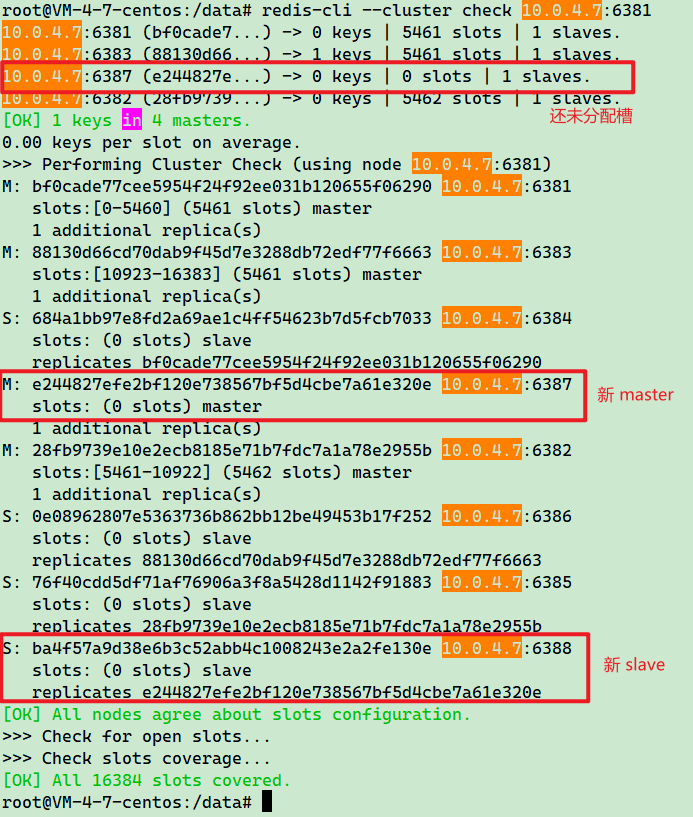 root@VM-4-7-centos:/data# redis-cli --cluster check 10.0.4.7:6381
10.0.4.7:6381 (bf0cade7...) -> 0 keys | 5461 slots | 1 slaves.
10.0.4.7:6383 (88130d66...) -> 1 keys | 5461 slots | 1 slaves.
10.0.4.7:6387 (e244827e...) -> 0 keys | 0 slots | 1 slaves.
10.0.4.7:6382 (28fb9739...) -> 0 keys | 5462 slots | 1 slaves.
还未分配槽
[OK] 1 keys in 4 masters.
0.00 keys per slot on average.
>>> Performing Cluster Check (using node 10.0.4.7:6381)
M: bf0cade77cee5954f24f92ee031b120655f06290 10.0.4.7:6381
slots:[0-5460] (5461 slots) master
1 additional replica(s)
M: 88130d66cd70dab9f45d7e3288db72edf77f6663 10.0.4.7:6383
slots:[10923-16383] (5461 slots) master
1 additional replica(s)
S: 684a1bb97e8fd2a69ae1c4ff54623b7d5fcb7033 10.0.4.7:6384
slots: (0 slots) slave
replicates bf0cade77cee5954f24f92ee031b120655f06290
M: e244827efe2bf120e738567bf5d4cbe7a61e320e 10.0.4.7:6387
新 master
slots: (0 slots) master
1 additional replica(s)
M: 28fb9739e10e2ecb8185e71b7fdc7a1a78e2955b 10.0.4.7:6382
slots:[5461-10922] (5462 slots) master
1 additional replica(s)
S: 0e08962807e5363736b862bb12be49453b17f252 10.0.4.7:6386
slots: (0 slots) slave
replicates 88130d66cd70dab9f45d7e3288db72edf77f6663
S: 76f40cdd5df71af76906a3f8a5428d1142f91883 10.0.4.7:6385
slots: (0 slots) slave
replicates 28fb9739e10e2ecb8185e71b7fdc7a1a78e2955b
S: ba4f57a9d38e6b3c52abb4c1008243e2a2fe130e 10.0.4.7:6388
新 slave
slots: (0 slots) slave
replicates e244827efe2bf120e738567bf5d4cbe7a61e320e
[OK] All nodes agree about slots configuration.
>>> Check for open slots...
>>> Check slots coverage...
[OK] All 16384 slots covered.
root@VM-4-7-centos:/data#